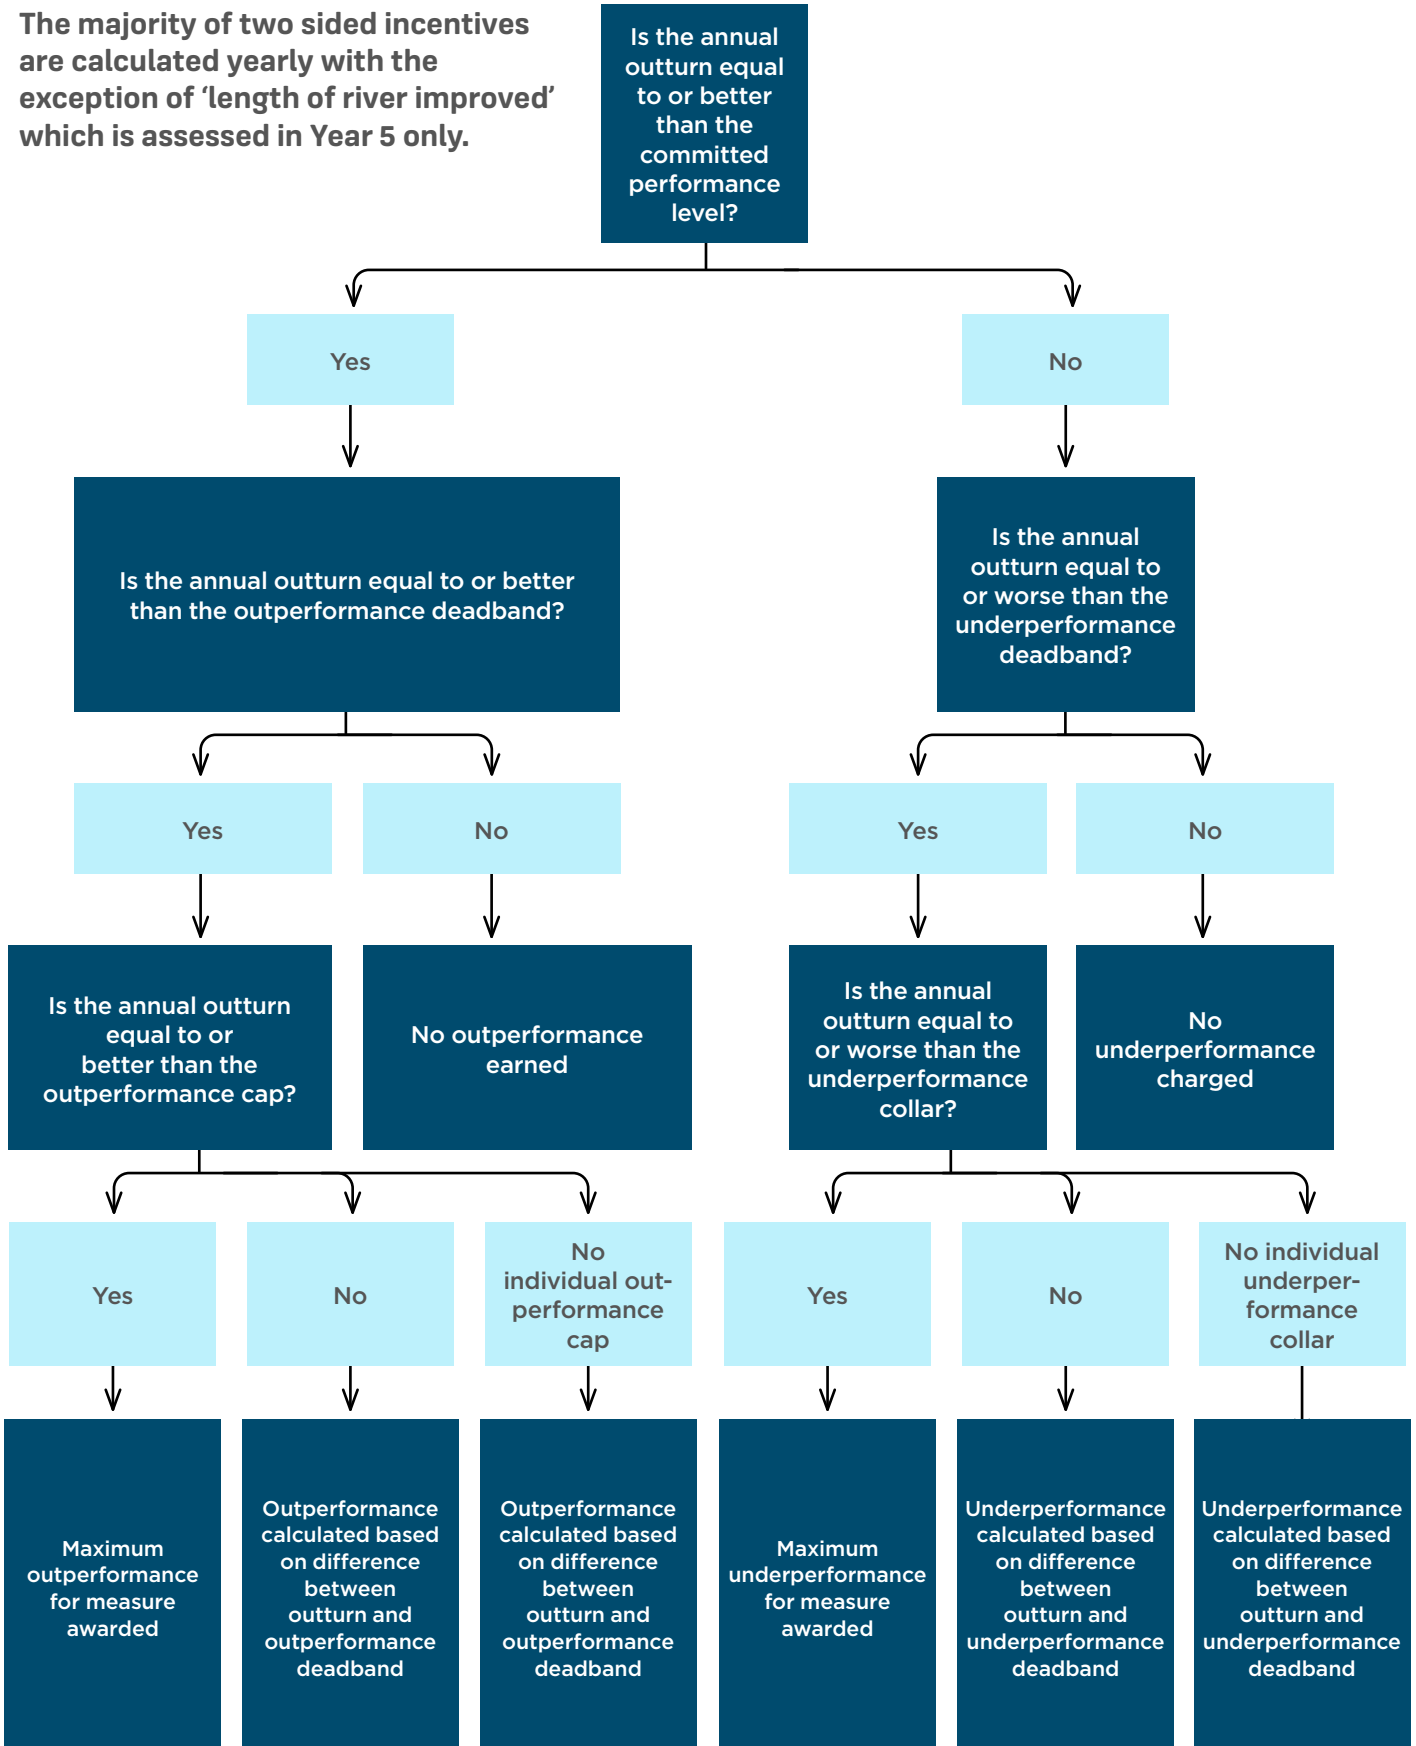 The majority of two sided incentives
are calculated yearly with the
exception of ‘length of river improved’
which is assessed in Year 5 only.
Is the annual
outturn equal
to or better
than the
committed
performance
level?
Yes
No
Is the annual outturn equal to or better
than the outperformance deadband?
Is the annual
outturn equal to
or worse than the
underperformance
deadband?
Yes
No
Yes
No
Is the annual outturn
equal to or
better than the
outperformance cap?
No outperformance
earned
Is the annual
outturn equal to
or worse than the
underperformance
collar?
No
underperformance
charged
Yes
No
No
individual out-
performance
cap
Yes
No
No individual
underper-
formance
collar
Maximum
outperformance
for measure
awarded
Outperformance
calculated based
on difference
between
outturn and
outperformance
deadband
Outperformance
calculated based
on difference
between
outturn and
outperformance
deadband
Maximum
underperformance
for measure
awarded
Underperformance
calculated based
on difference
between
outturn and
underperformance
deadband
Underperformance
calculated based
on difference
between
outturn and
underperformance
deadband